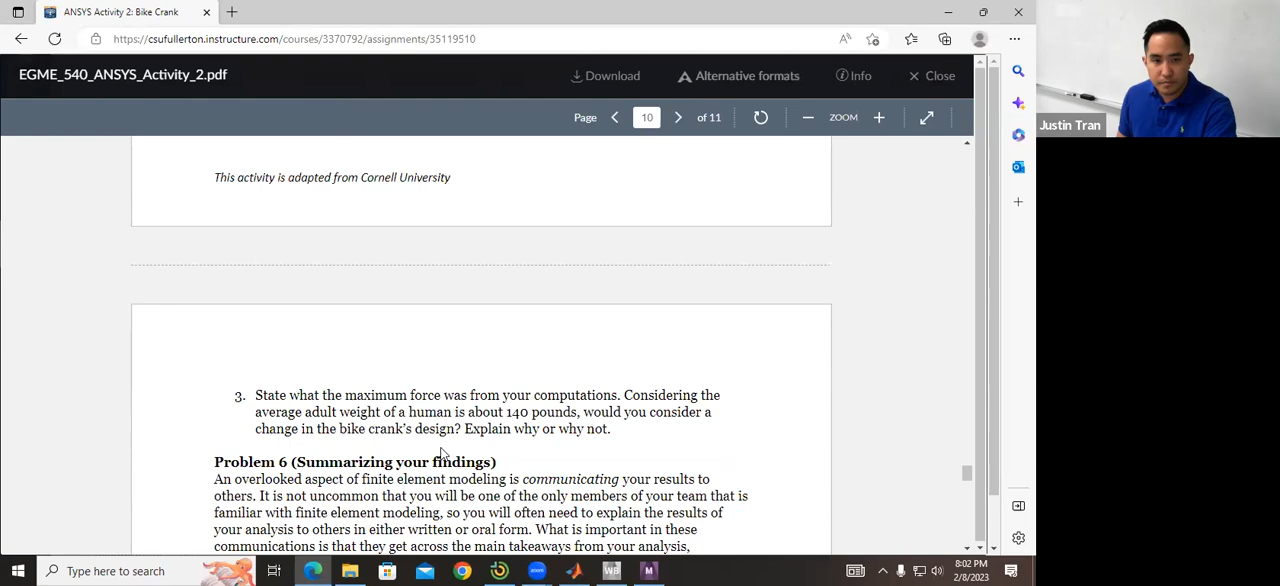 ANSYS Activity 2: Bike Crank
https://csufullerton.instructure.com/courses/3370792/assignments/35119510
EGME_540_ANSYS_Activity_2.pdf
Download
Alternative formats
Info
Close
Page
10
of 11
ZOOM
This activity is adapted from Cornell University
3. State what the maximum force was from your computations. Considering the
average adult weight of a human is about 140 pounds, would you consider a
change in the bike crank's design? Explain why or why not.
Problem 6 (Summarizing your findings)
An overlooked aspect of finite element modeling is communicating your results to
others. It is not uncommon that you will be one of the only members of your team that is
familiar with finite element modeling, so you will often need to explain the results of
your analysis to others in either written or oral form. What is important in these
communications is that they get across the main takeaways from your analysis,
Justin Tran
Type here to search
WB
M
8:02 PM
2/8/2023